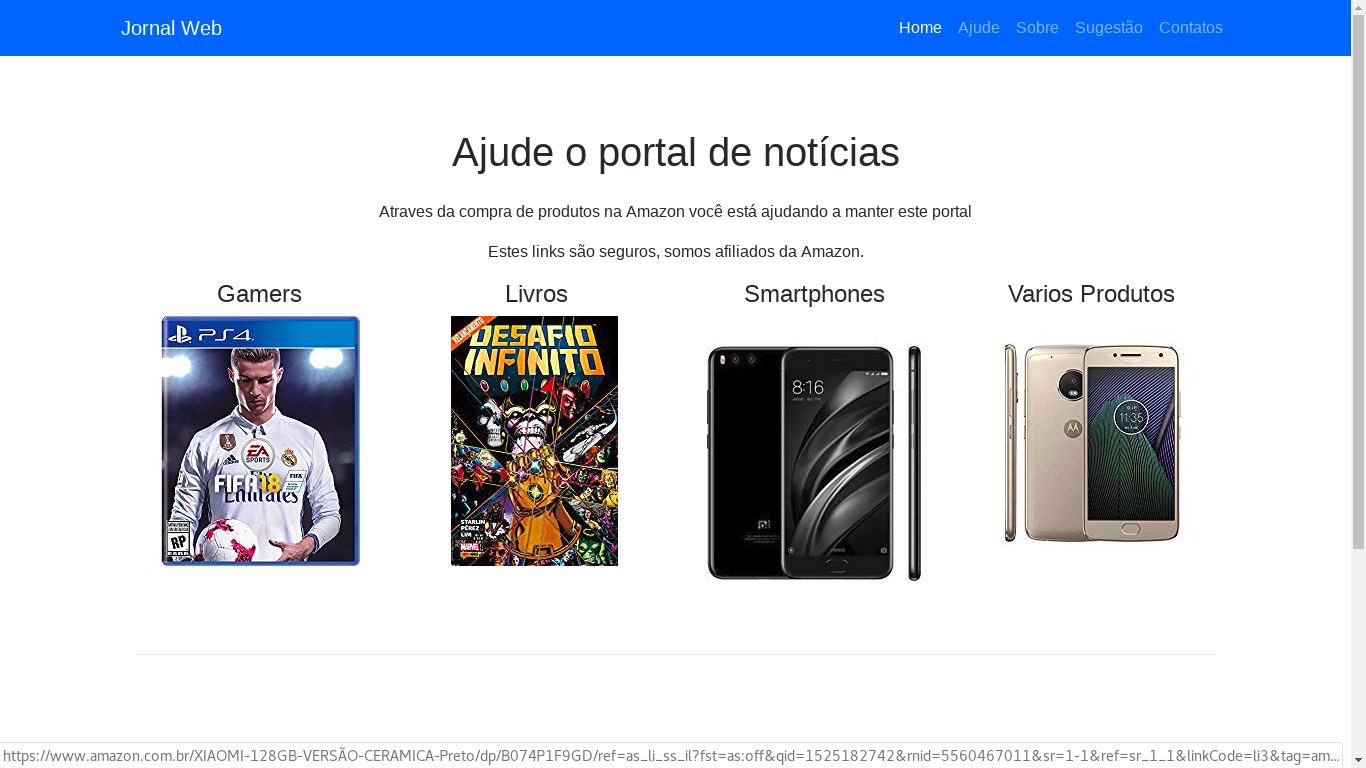 Jornal Web
Home Ajude Sobre Sugestão Contatos
Ajude o portal de notícias
Atraves da compra de produtos na Amazon você está ajudando a manter este portal
Estes links são seguros, somos afiliados da Amazon.
Gamers
Livros
Smartphones
Varios Produtos
PS4
EA
SPORTS
FIFA18
FIFA
Fly
Emirates
adidas
RP
RELANÇAMENTO
DESAFIO
INFINITO
STARLIN
PÉREZ
LIM
MARVEL
8:16
mi
11:35
https://www.amazon.com.br/XIAOMI-128GB-VERSÃO-CERAMICA-Preto/dp/B074P1F9GD/ref=as_li_ss_il?fst=as:off&qid=1525182742&rnid=5560467011&sr=1-1&ref=sr_1_1&linkCode=li3&tag=am...